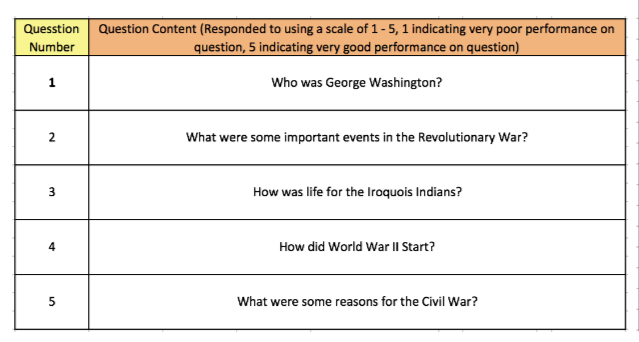 Quesstion Question Content (Responded to using a scale of 1 - 5, 1 indicating very poor performance on
Number question, 5 indicating very good performance on question)
1 Who was George Washington?
2 What were some important events in the Revolutionary War?
3 How was life for the Iroquois Indians?
4 How did World War II Start?
5 What were some reasons for the Civil War?